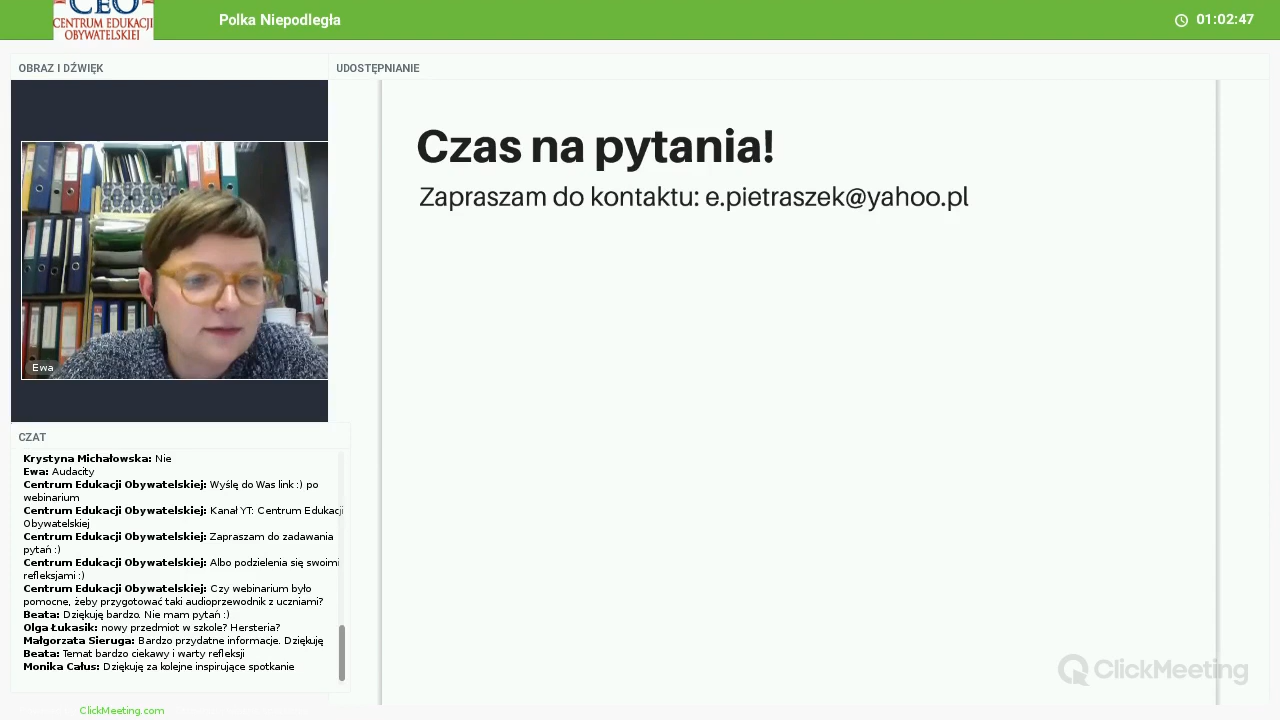 CEO
CENTRUM EDUKACJI
OBYWATELSKIEJ
Polka Niepodległa
01:02:47
OBRAZ I DŹWIĘK
UDOSTĘPNIANIE
Czas na pytania!
Zapraszam do kontaktu: e.pietraszek@yahoo.pl
Ewa
CZAT
Krystyna Michałowska: Nie
Ewa: Audacity
Centrum Edukacji Obywatelskiej: Wyślę do Was link :) po
webinarium
Centrum Edukacji Obywatelskiej: Kanał YT: Centrum Edukacji
Obywatelskiej
Centrum Edukacji Obywatelskiej: Zapraszam do zadawania
pytań :)
Centrum Edukacji Obywatelskiej: Albo podzielenia się swoimi
refleksjami :)
Centrum Edukacji Obywatelskiej: Czy webinarium było
pomocne, żeby przygotować taki audioprzewodnik z uczniami?
Beata: Dziękuję bardzo. Nie mam pytań :)
Olga Łukasik: nowy przedmiot w szkole? Hersteria?
Małgorzata Sieruga: Bardzo przydatne informacje. Dziękuję
Beata: Temat bardzo ciekawy i warty refleksji
Monika Całus: Dziękuję za kolejne inspirujące spotkanie
ClickMeeting
ClickMeeting.com